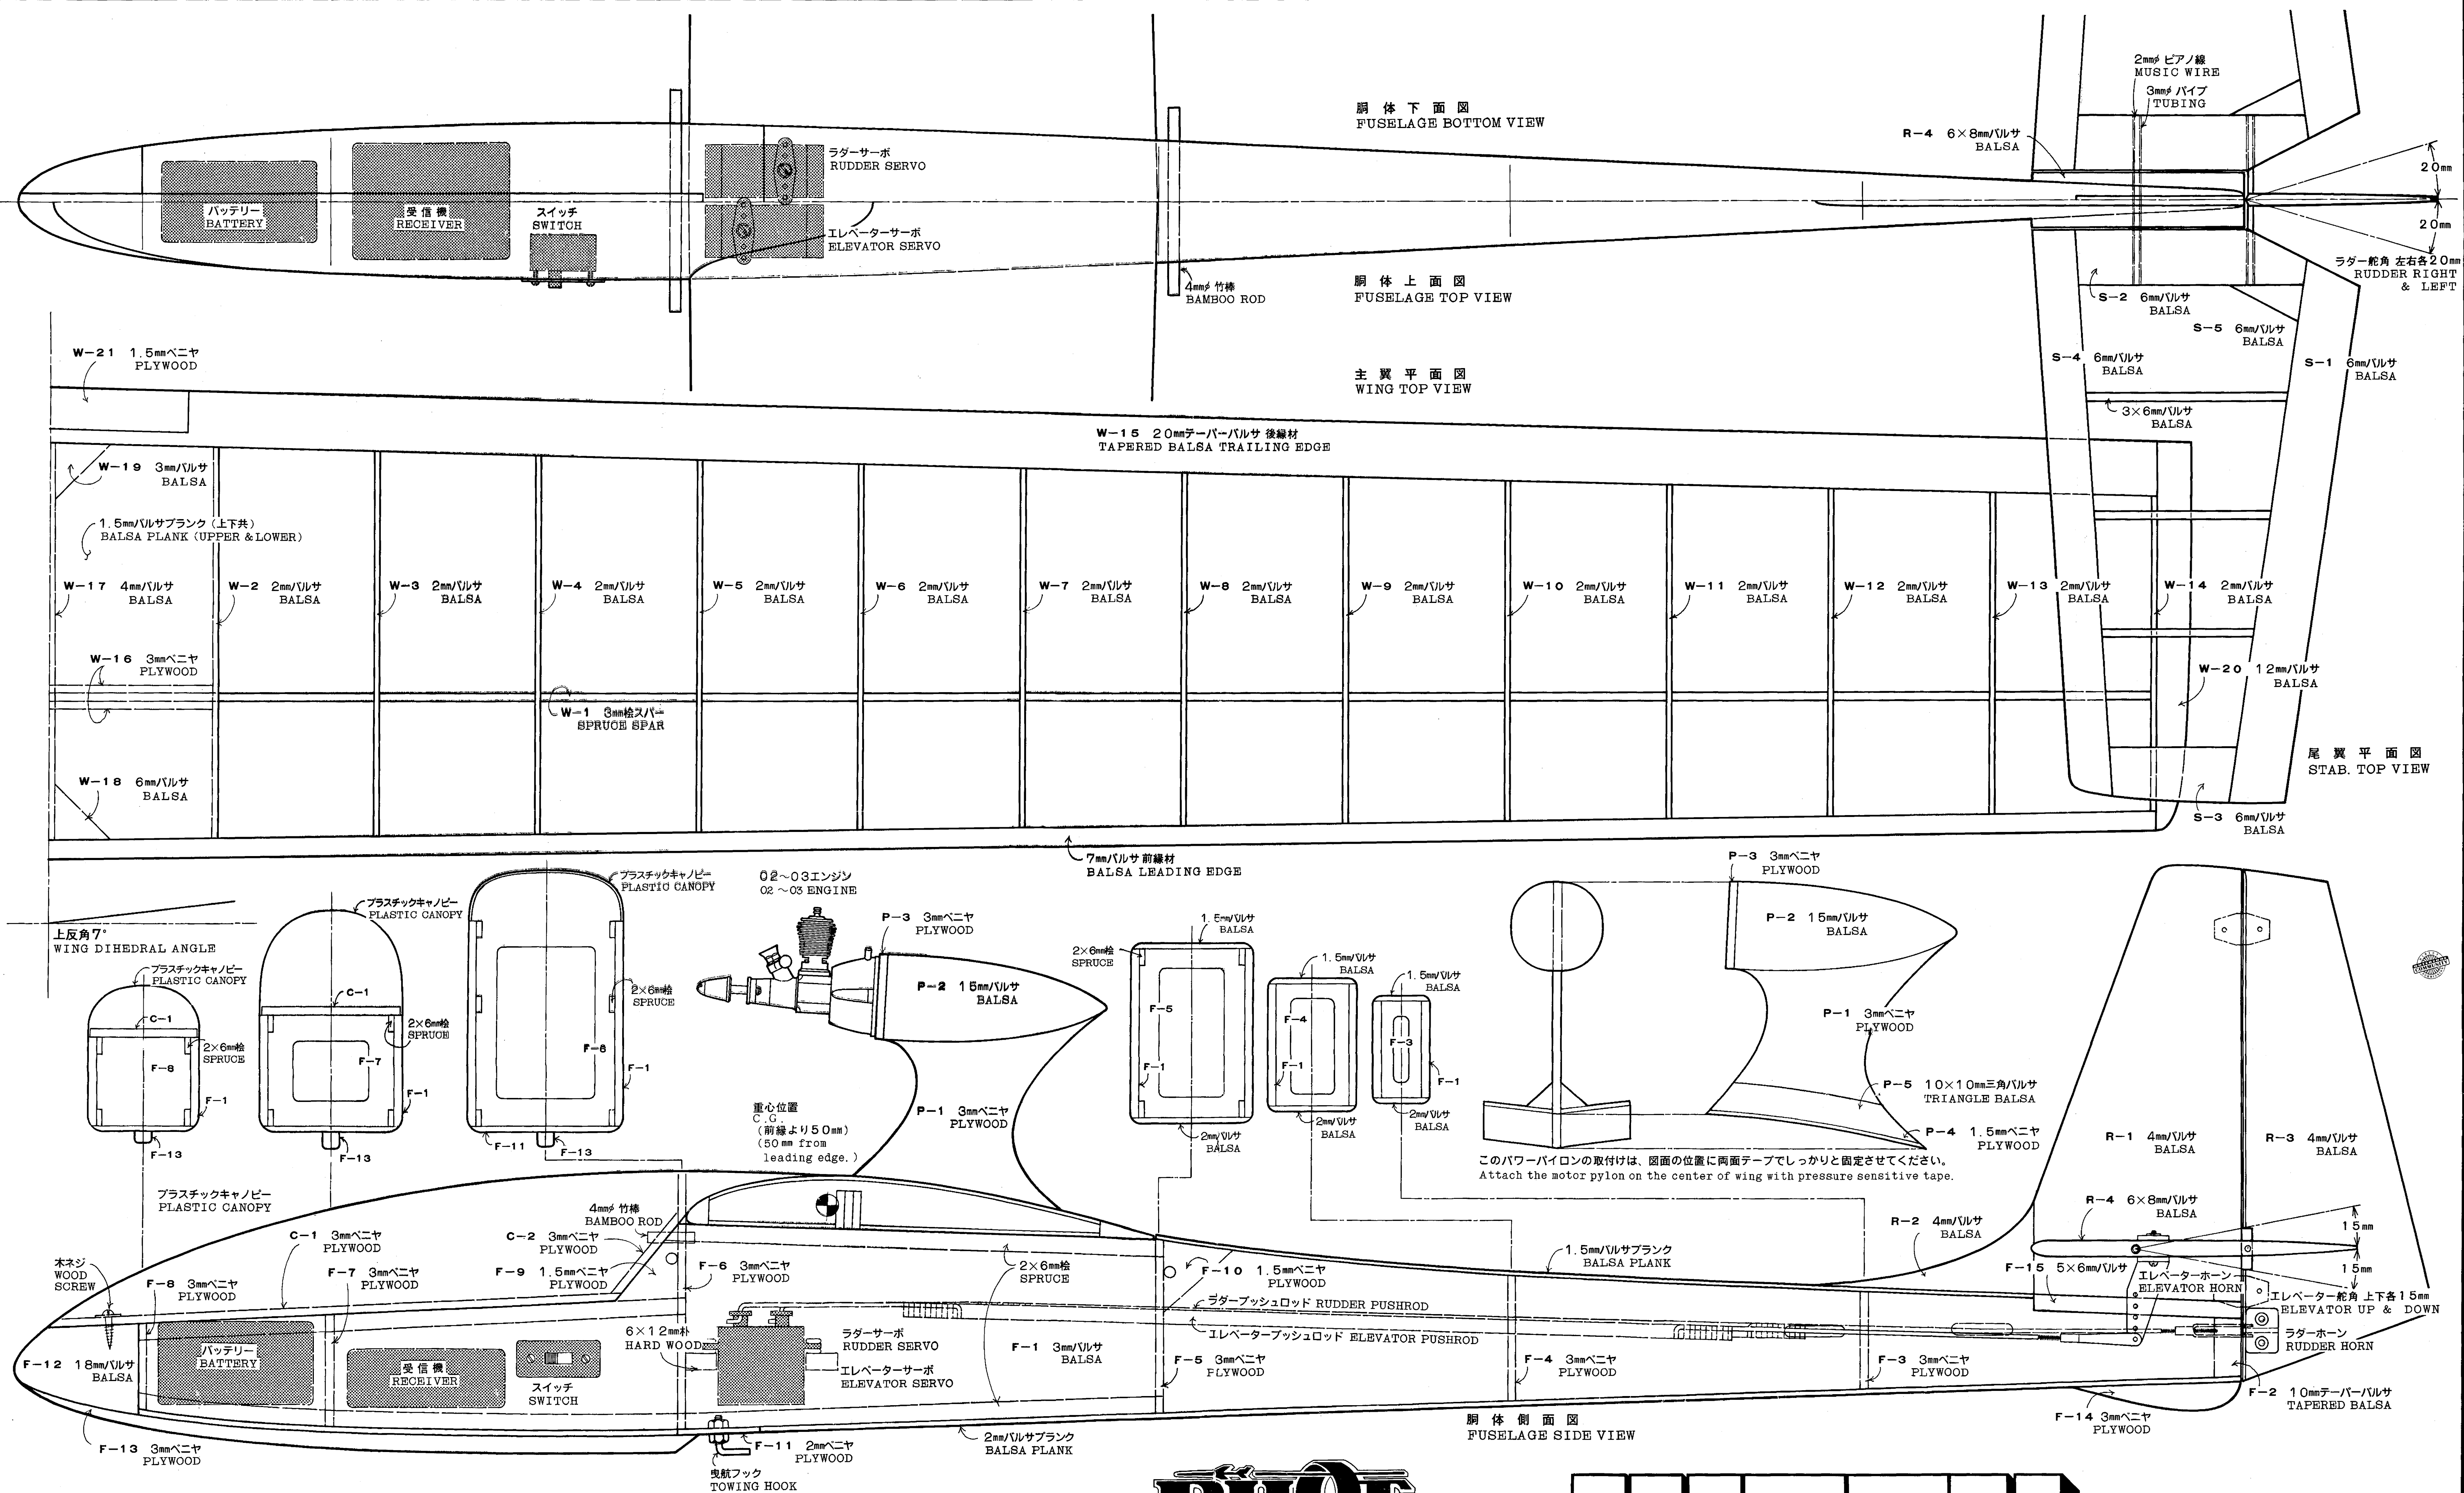 胴体下面図
FUSELAGE BOTTOM VIEW
2mmφ ピアノ線
MUSIC WIRE
3mmφ パイプ
TUBING
R-4 6×8mmバルサ
BALSA
ラダーサーボ
RUDDER SERVO
バッテリー
BATTERY
受信機
RECEIVER
スイッチ
SWITCH
エレベーターサーボ
ELEVATOR SERVO
20mm
20mm
ラダー舵角 左右各20mm
RUDDER RIGHT
& LEFT
4mmφ 竹棒
BAMBOO ROD
胴体上面図
FUSELAGE TOP VIEW
S-2 6mmバルサ
BALSA
S-5 6mmバルサ
BALSA
S-4 6mmバルサ
BALSA
S-1 6mmバルサ
BALSA
3×6mmバルサ
BALSA
W-21 1.5mmベニヤ
PLYWOOD
主翼平面図
WING TOP VIEW
W-15 20mmテーパーバルサ 後縁材
TAPERED BALSA TRAILING EDGE
W-19 3mmバルサ
BALSA
1.5mmバルサプランク(上下共)
BALSA PLANK (UPPER & LOWER)
W-17 4mmバルサ
BALSA
W-2 2mmバルサ
BALSA
W-3 2mmバルサ
BALSA
W-4 2mmバルサ
BALSA
W-5 2mmバルサ
BALSA
W-6 2mmバルサ
BALSA
W-7 2mmバルサ
BALSA
W-8 2mmバルサ
BALSA
W-9 2mmバルサ
BALSA
W-10 2mmバルサ
BALSA
W-11 2mmバルサ
BALSA
W-12 2mmバルサ
BALSA
W-13 2mmバルサ
BALSA
W-14 2mmバルサ
BALSA
W-16 3mmベニヤ
PLYWOOD
W-1 3mm桧スパー
SPRUCE SPAR
W-20 12mmバルサ
BALSA
W-18 6mmバルサ
BALSA
尾翼平面図
STAB. TOP VIEW
S-3 6mmバルサ
BALSA
7mmバルサ 前縁材
BALSA LEADING EDGE
上反角7°
WING DIHEDRAL ANGLE
プラスチックキャノピー
PLASTIC CANOPY
C-1
2×6mm桧
SPRUCE
F-8
F-1
F-13
プラスチックキャノピー
PLASTIC CANOPY
C-1
2×6mm桧
SPRUCE
F-7
F-1
F-13
プラスチックキャノピー
PLASTIC CANOPY
2×6mm桧
SPRUCE
F-6
F-1
F-11
F-13
02〜03エンジン
02〜03 ENGINE
P-3 3mmベニヤ
PLYWOOD
P-2 15mmバルサ
BALSA
P-1 3mmベニヤ
PLYWOOD
重心位置
C.G.
(前縁より50mm)
(50mm from
leading edge.)
1.5mmバルサ
BALSA
2×6mm桧
SPRUCE
F-5
F-1
2mmバルサ
BALSA
1.5mmバルサ
BALSA
F-4
F-1
2mmバルサ
BALSA
1.5mmバルサ
BALSA
F-3
F-1
2mmバルサ
BALSA
P-3 3mmベニヤ
PLYWOOD
P-2 15mmバルサ
BALSA
P-1 3mmベニヤ
PLYWOOD
P-5 10×10mm三角バルサ
TRIANGLE BALSA
P-4 1.5mmベニヤ
PLYWOOD
このパワーパイロンの取付けは、図面の位置に両面テープでしっかりと固定させてください。
Attach the motor pylon on the center of wing with pressure sensitive tape.
R-1 4mmバルサ
BALSA
R-3 4mmバルサ
BALSA
R-4 6×8mmバルサ
BALSA
R-2 4mmバルサ
BALSA
15mm
15mm
プラスチックキャノピー
PLASTIC CANOPY
4mmφ 竹棒
BAMBOO ROD
C-1 3mmベニヤ
PLYWOOD
C-2 3mmベニヤ
PLYWOOD
木ネジ
WOOD
SCREW
F-8 3mmベニヤ
PLYWOOD
F-7 3mmベニヤ
PLYWOOD
F-9 1.5mmベニヤ
PLYWOOD
F-6 3mmベニヤ
PLYWOOD
2×6mm桧
SPRUCE
F-10 1.5mmベニヤ
PLYWOOD
1.5mmバルサプランク
BALSA PLANK
F-15 5×6mmバルサ
エレベーターホーン
ELEVATOR HORN
エレベーター舵角 上下各15mm
ELEVATOR UP & DOWN
ラダープッシュロッド RUDDER PUSHROD
エレベータープッシュロッド ELEVATOR PUSHROD
6×12mm朴
HARD WOOD
ラダーサーボ
RUDDER SERVO
エレベーターサーボ
ELEVATOR SERVO
F-1 3mmバルサ
BALSA
ラダーホーン
RUDDER HORN
F-12 18mmバルサ
BALSA
バッテリー
BATTERY
受信機
RECEIVER
スイッチ
SWITCH
F-5 3mmベニヤ
PLYWOOD
F-4 3mmベニヤ
PLYWOOD
F-3 3mmベニヤ
PLYWOOD
F-2 10mmテーパーバルサ
TAPERED BALSA
F-14 3mmベニヤ
PLYWOOD
F-13 3mmベニヤ
PLYWOOD
F-11 2mmベニヤ
PLYWOOD
2mmバルサプランク
BALSA PLANK
曳航フック
TOWING HOOK
胴体側面図
FUSELAGE SIDE VIEW